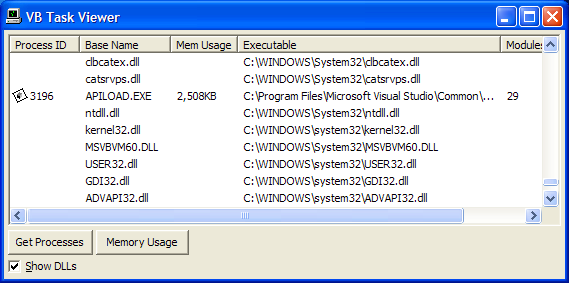 VB Task Viewer
Process ID Base Name Mem Usage Executable Modules
clbcatex.dll C:\WINDOWS\System32\clbcatex.dll
catsrvps.dll C:\WINDOWS\System32\catsrvps.dll
3196 APILOAD.EXE 2,508KB C:\Program Files\Microsoft Visual Studio\Common\... 29
ntdll.dll C:\WINDOWS\System32\ntdll.dll
kernel32.dll C:\WINDOWS\system32\kernel32.dll
MSVBVM60.DLL C:\WINDOWS\System32\MSVBVM60.DLL
USER32.dll C:\WINDOWS\system32\USER32.dll
GDI32.dll C:\WINDOWS\system32\GDI32.dll
ADVAPI32.dll C:\WINDOWS\system32\ADVAPI32.dll
Get Processes Memory Usage
Show DLLs